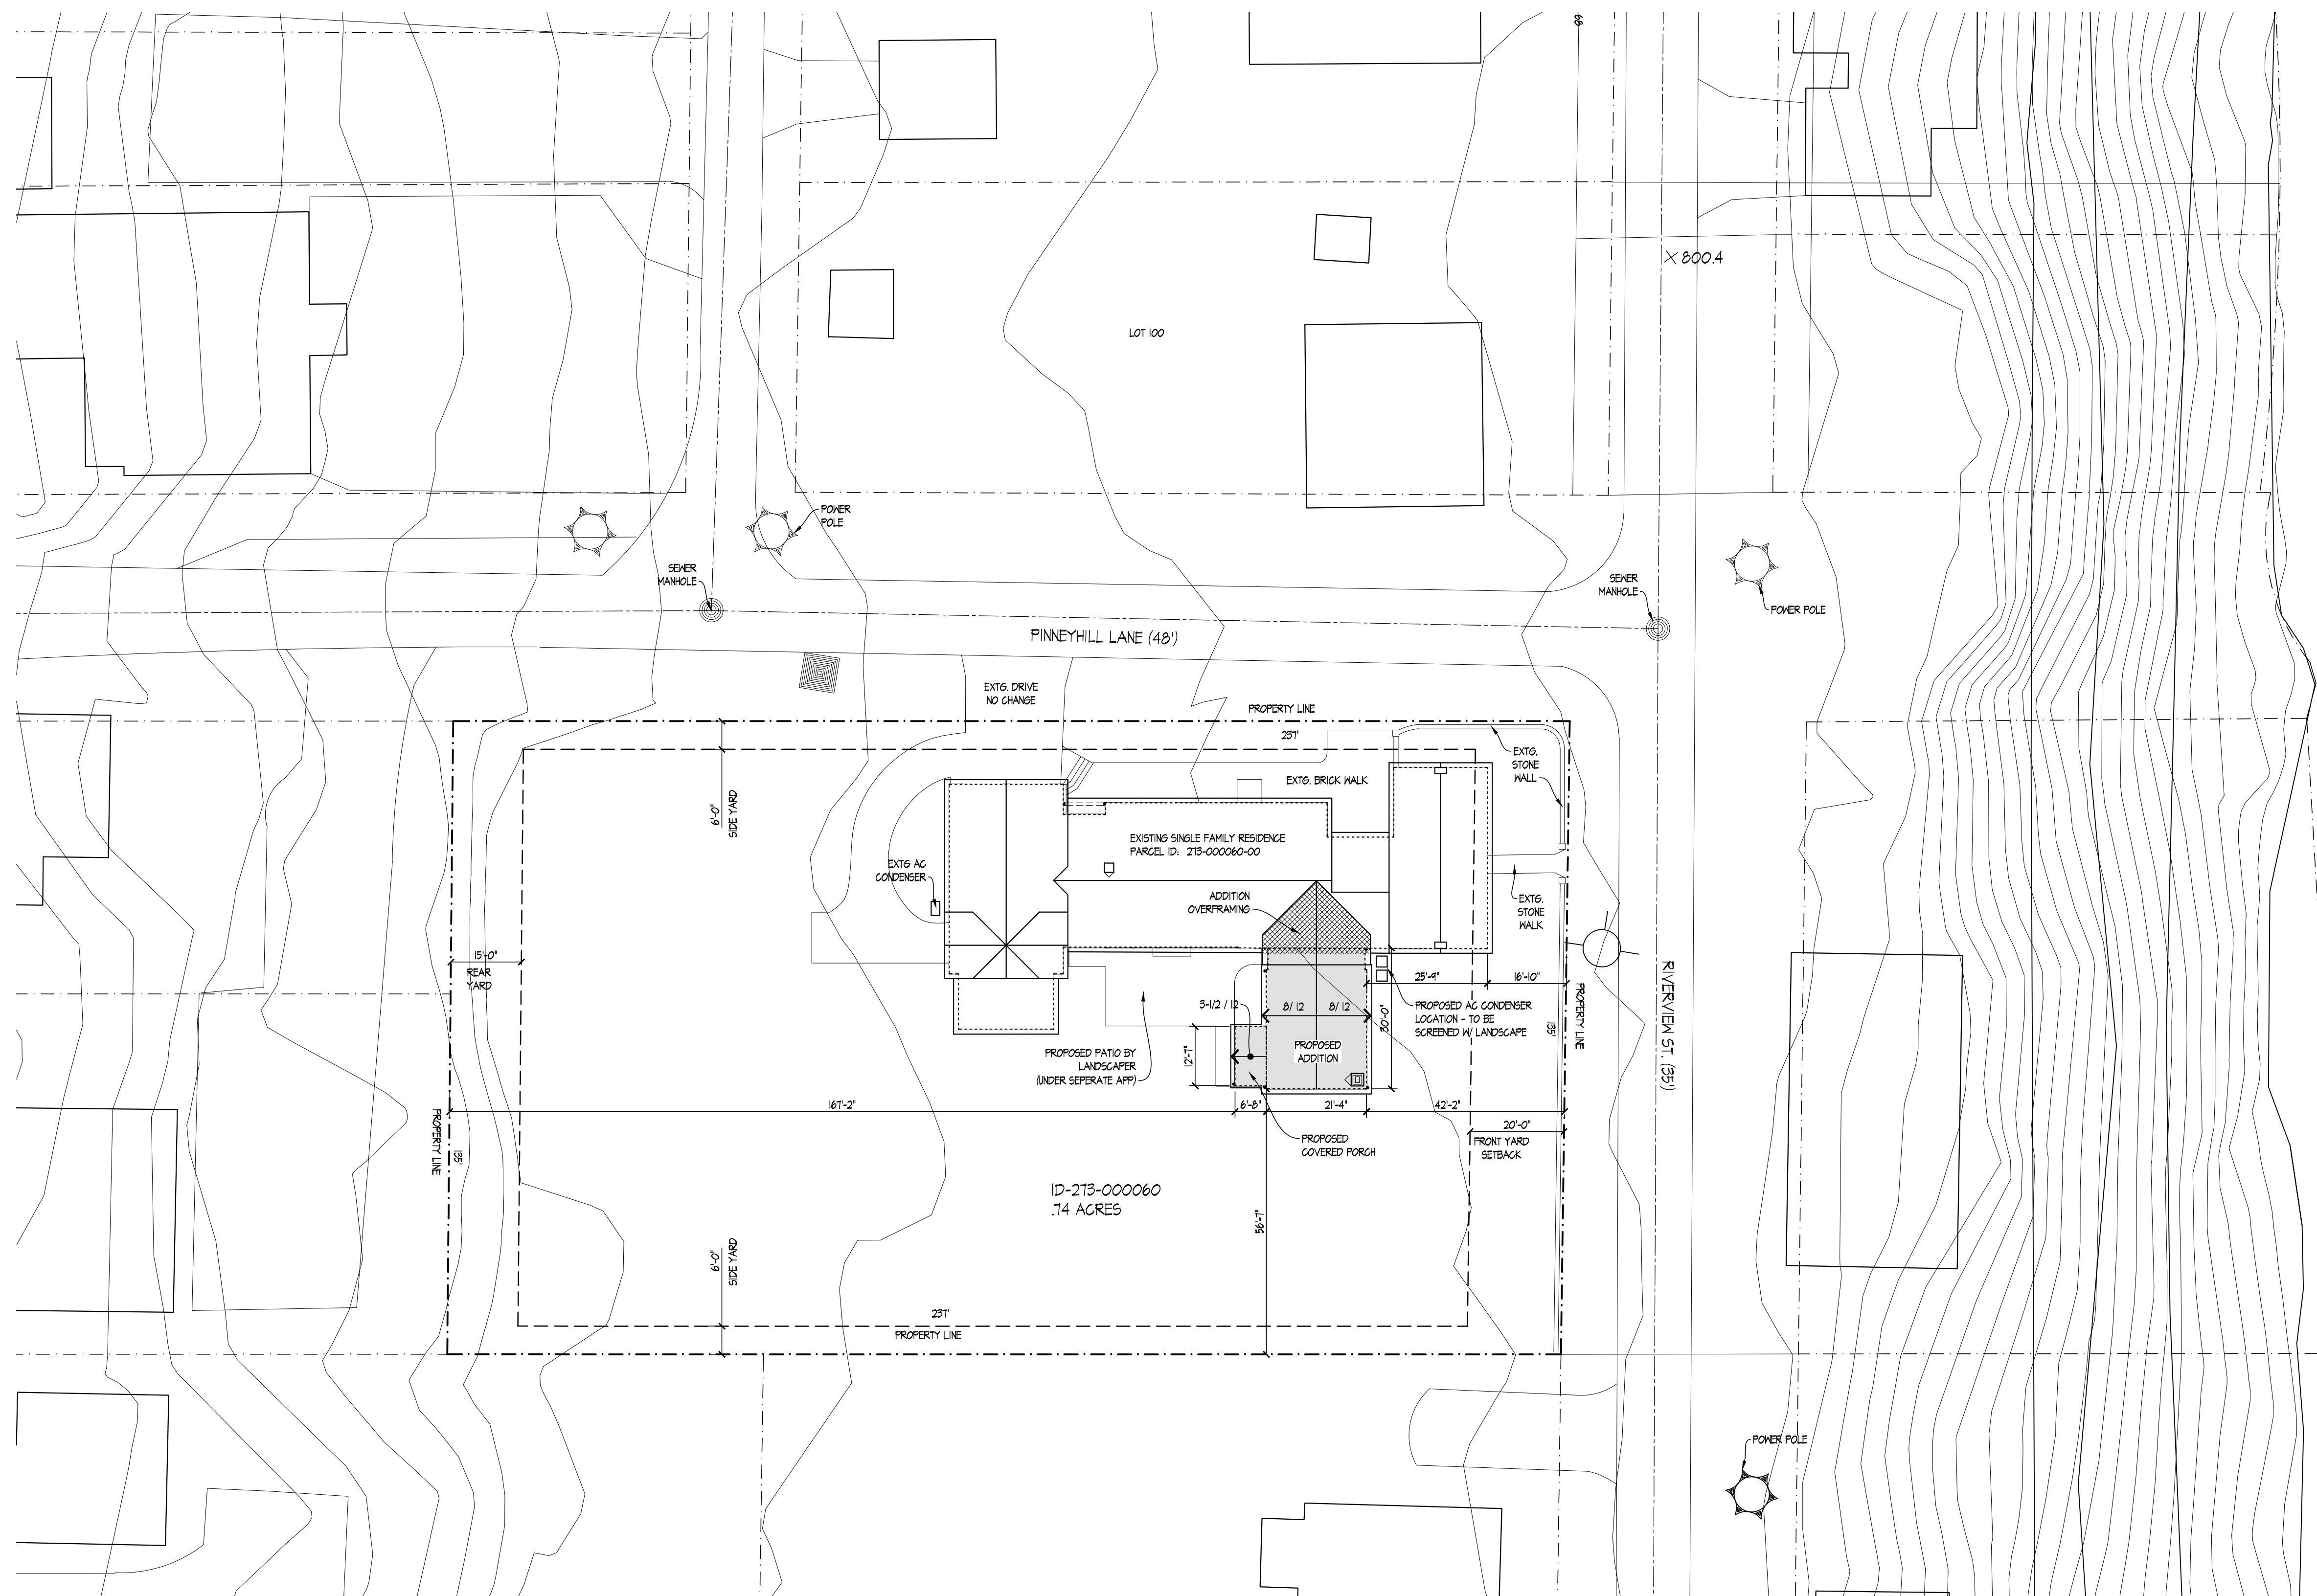 89
X 800.4
LOT 100
POWER
POLE
SEWER
MANHOLE
SEWER
MANHOLE
POWER POLE
PINNEYHILL LANE (48')
EXTG. DRIVE
NO CHANGE
PROPERTY LINE
237'
EXTG.
STONE
WALL
EXTG. BRICK WALK
6'-0"
SIDE YARD
EXISTING SINGLE FAMILY RESIDENCE
PARCEL ID: 273-000060-00
EXTG AC
CONDENSER
ADDITION
OVERFRAMING
EXTG.
STONE
WALK
15'-0"
REAR
YARD
25'-9"
16'-10"
3-1/2 / 12
8/ 12
8/ 12
30'-0"
PROPOSED AC CONDENSER
LOCATION - TO BE
SCREENED W/ LANDSCAPE
135'
PROPERTY LINE
RIVERVIEW ST. (35')
PROPOSED
ADDITION
12'-7"
PROPOSED PATIO BY
LANDSCAPER
(UNDER SEPERATE APP)
167'-2"
6'-8"
21'-4"
42'-2"
20'-0"
FRONT YARD
SETBACK
PROPOSED
COVERED PORCH
PROPERTY LINE
135'
ID-273-000060
.74 ACRES
56'-7"
6'-0"
SIDE YARD
237'
PROPERTY LINE
POWER POLE